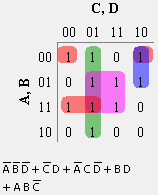 C, D
00 01 11 10
A, B
00 1 1 0 1
01 0 1 1 1
11 1 1 1 0
10 0 1 0 0
A̅B̅D̅ + C̅D + A̅CD̅ + BD
+ ABC̅